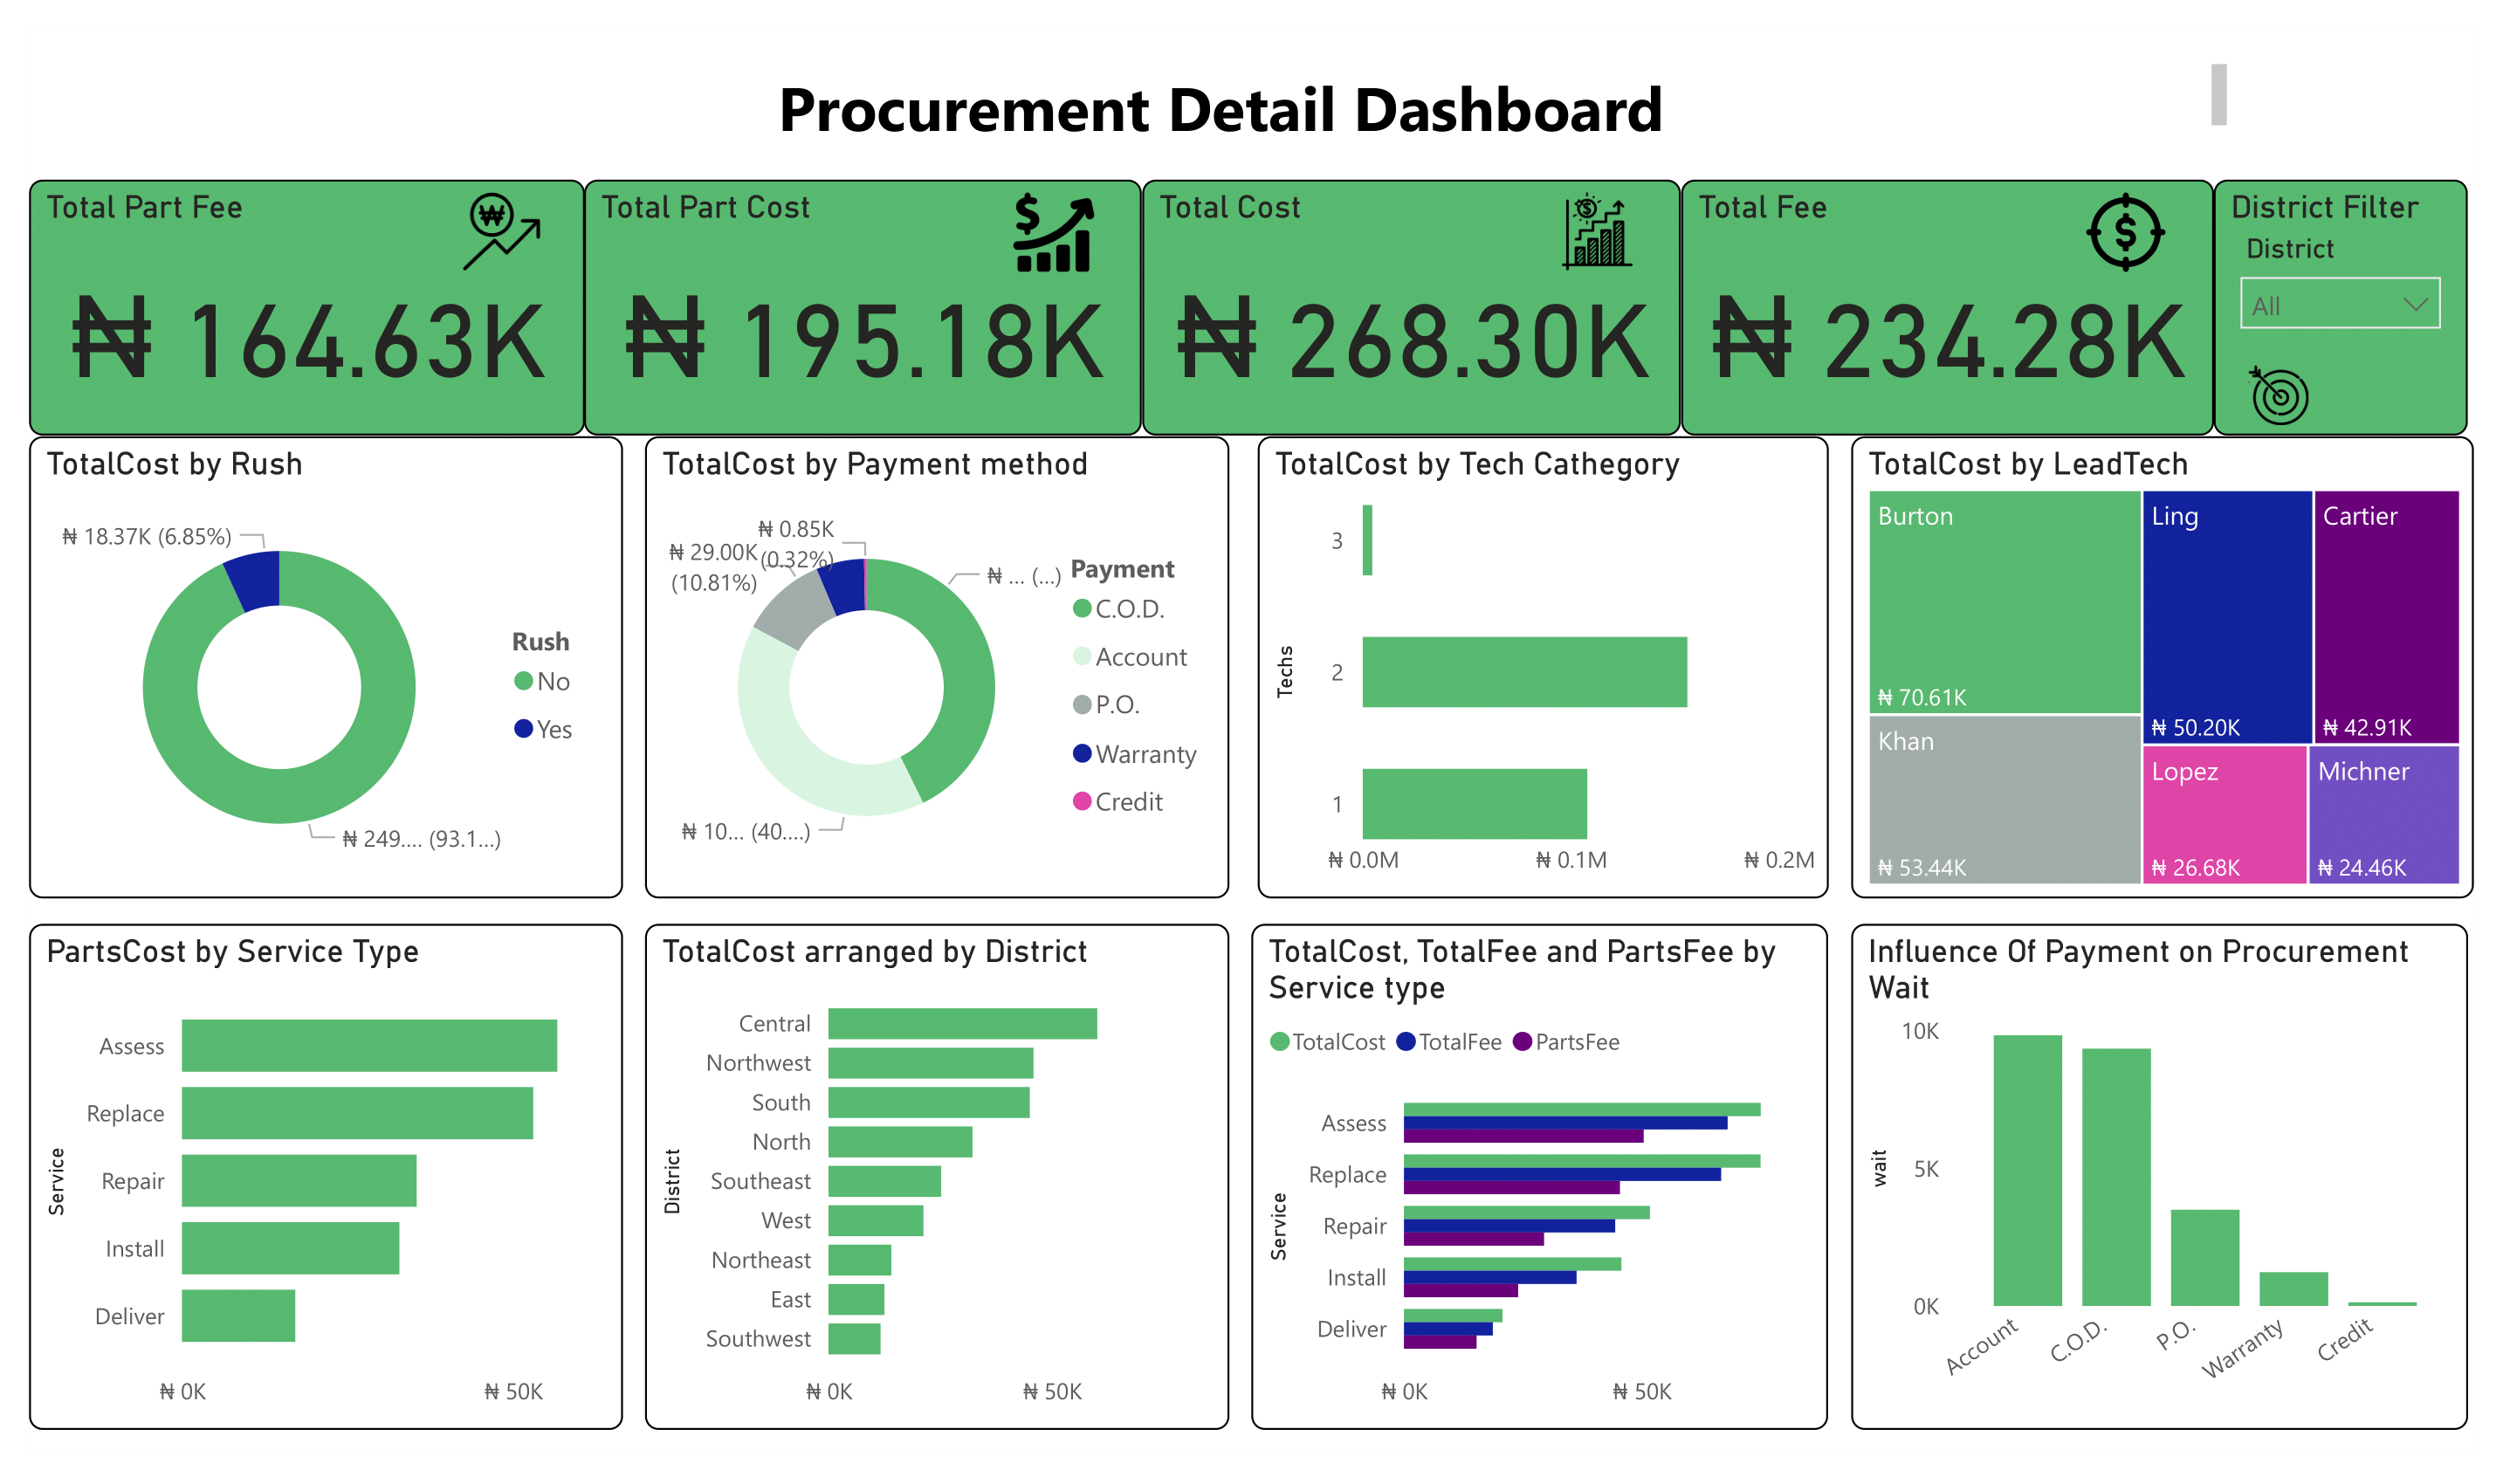 Procurement Detail Dashboard
Total Part Fee
₦ 164.63K
Total Part Cost
₦ 195.18K
Total Cost
₦ 268.30K
Total Fee
₦ 234.28K
District Filter
District
All
TotalCost by Rush
₦ 18.37K (6.85%)
₦ 249.... (93.1...)
Rush
No
Yes
TotalCost by Payment method
₦ 0.85K
(0.32%)
₦ 29.00K
(10.81%)
₦ ... (...)
₦ 10... (40....)
Payment
C.O.D.
Account
P.O.
Warranty
Credit
TotalCost by Tech Cathegory
Techs
3
2
1
₦ 0.0M
₦ 0.1M
₦ 0.2M
TotalCost by LeadTech
Burton
₦ 70.61K
Khan
₦ 53.44K
Ling
₦ 50.20K
Cartier
₦ 42.91K
Lopez
₦ 26.68K
Michner
₦ 24.46K
PartsCost by Service Type
Service
Assess
Replace
Repair
Install
Deliver
₦ 0K
₦ 50K
TotalCost arranged by District
District
Central
Northwest
South
North
Southeast
West
Northeast
East
Southwest
₦ 0K
₦ 50K
TotalCost, TotalFee and PartsFee by
Service type
TotalCost
TotalFee
PartsFee
Service
Assess
Replace
Repair
Install
Deliver
₦ 0K
₦ 50K
Influence Of Payment on Procurement
Wait
wait
10K
5K
0K
Account
C.O.D.
P.O.
Warranty
Credit